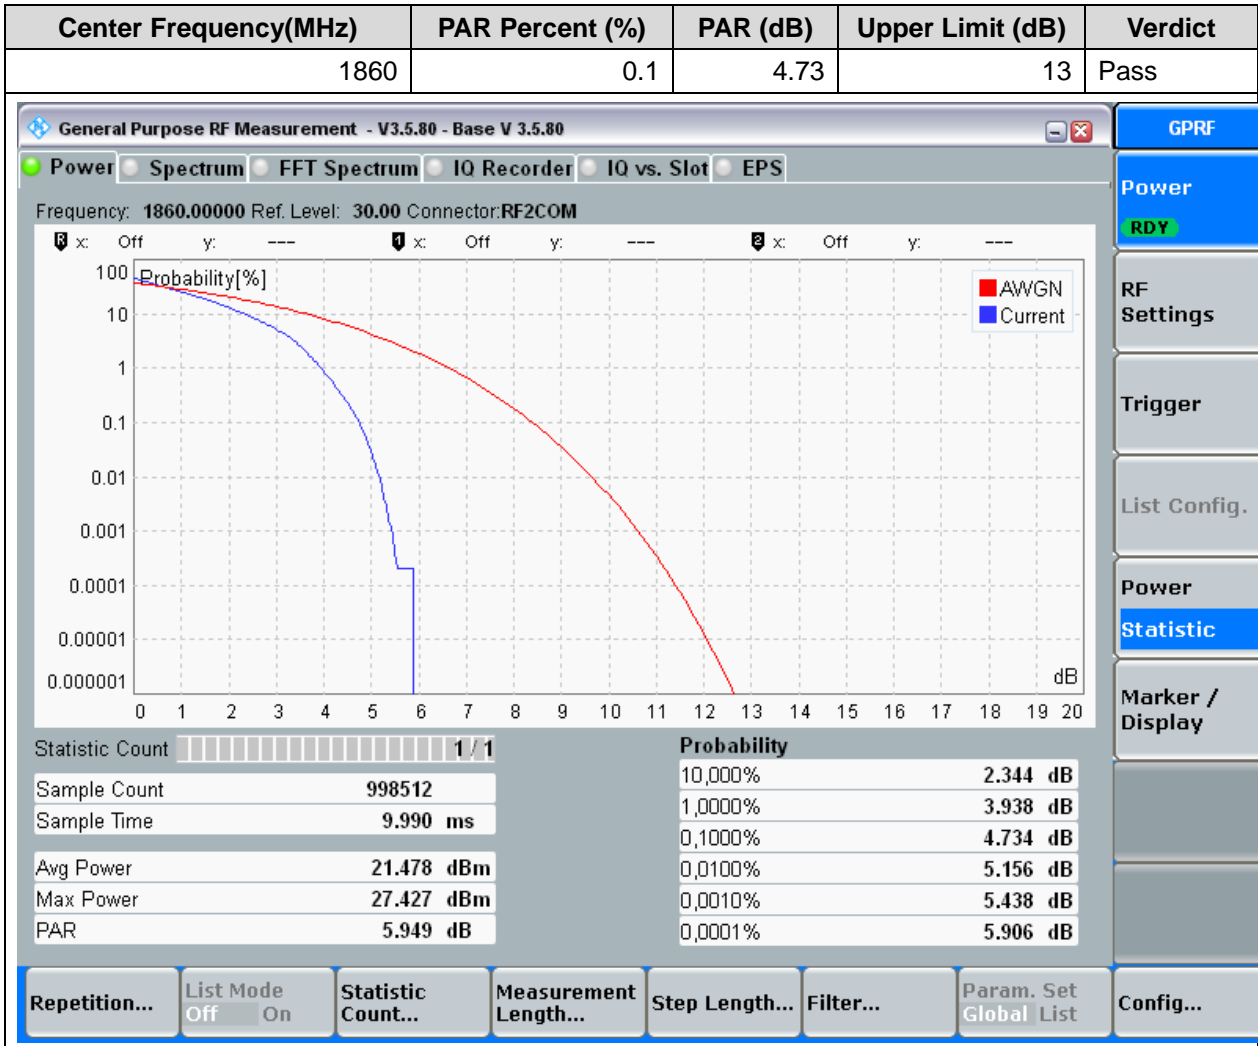 Center Frequency(MHz) PAR Percent (%) PAR (dB) Upper Limit (dB) Verdict
1860 0.1 4.73 13 Pass
General Purpose RF Measurement - V3.5.80 - Base V 3.5.80
GPRF
Power Spectrum FFT Spectrum IQ Recorder IQ vs. Slot EPS
Frequency: 1860.00000 Ref. Level: 30.00 Connector:RF2COM
R x: Off y: --- 1 x: Off y: --- 2 x: Off y: ---
Probability[%]
AWGN
Current
100
10
1
0.1
0.01
0.001
0.0001
0.00001
0.000001
dB
0 1 2 3 4 5 6 7 8 9 10 11 12 13 14 15 16 17 18 19 20
Statistic Count 1 / 1
Sample Count 998512
Sample Time 9.990 ms
Avg Power 21.478 dBm
Max Power 27.427 dBm
PAR 5.949 dB
Probability
10,000% 2.344 dB
1,0000% 3.938 dB
0,1000% 4.734 dB
0,0100% 5.156 dB
0,0010% 5.438 dB
0,0001% 5.906 dB
Power
RDY
RF
Settings
Trigger
List Config.
Power
Statistic
Marker /
Display
Repetition...
List Mode
Off On
Statistic
Count...
Measurement
Length...
Step Length...
Filter...
Param. Set
Global List
Config...